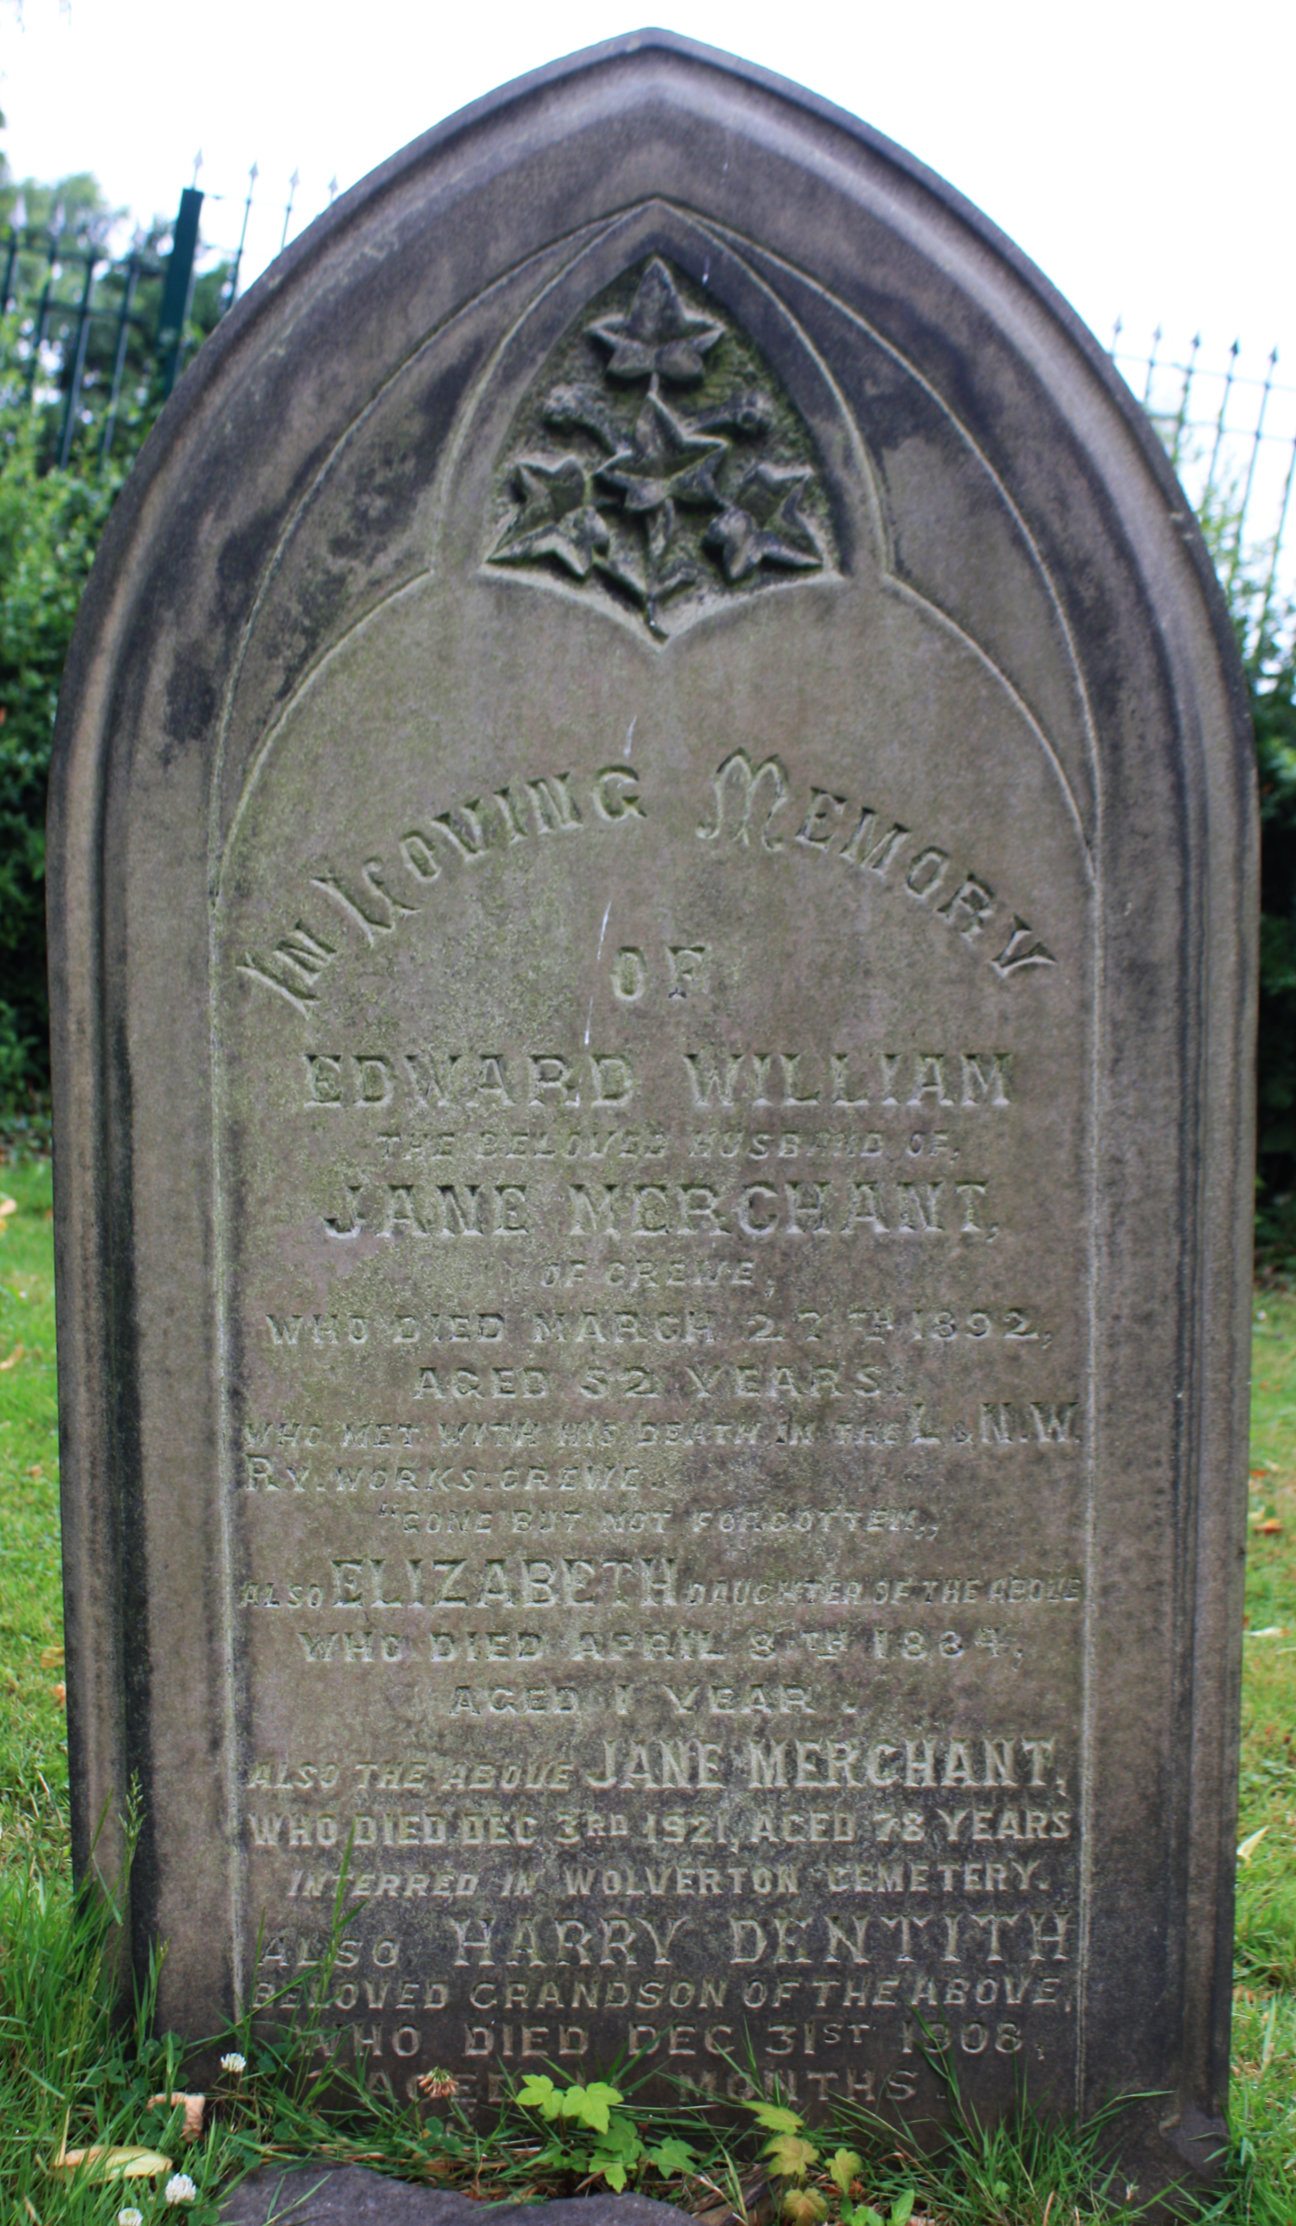 IN LOVING MEMORY
OF
EDWARD WILLIAM
THE BELOVED HUSBAND OF,
JANE MERCHANT,
OF CREWE,
WHO DIED MARCH 27TH 1892,
AGED 52 YEARS.
WHO MET WITH HIS DEATH IN THE L & N.W.
RY. WORKS. CREWE.
"GONE BUT NOT FORGOTTEN,,
ALSO ELIZABETH DAUGHTER OF THE ABOVE
WHO DIED APRIL 8TH 1884,
AGED 1 YEAR.
ALSO THE ABOVE JANE MERCHANT,
WHO DIED DEC 3RD 1921, AGED 78 YEARS
INTERRED IN WOLVERTON CEMETERY.
ALSO HARRY DENTITH
BELOVED GRANDSON OF THE ABOVE,
WHO DIED DEC 31ST 1908,
AGED MONTHS.